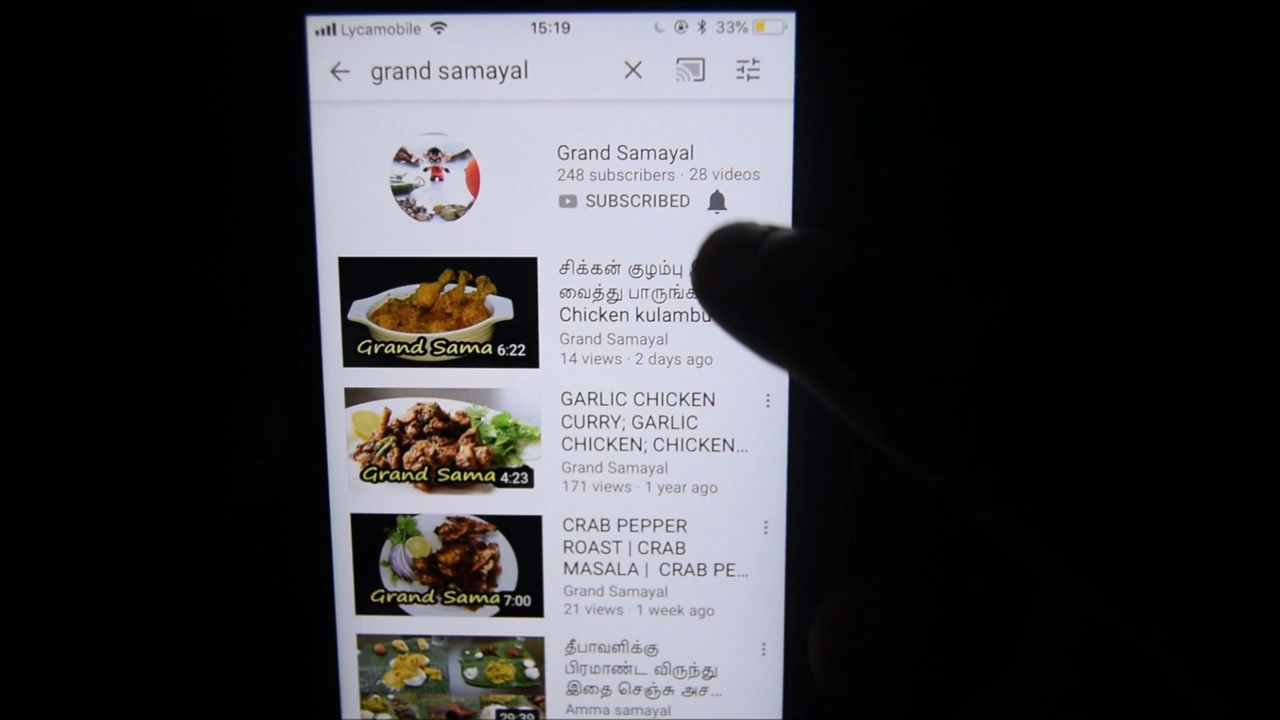 Lycamobile 15:19 33%
grand samayal
Grand Samayal
248 subscribers · 28 videos
SUBSCRIBED
சிக்கன் குழம்பு
வைத்து
Chicken kulambu
Grand Samayal
14 views · 2 days ago
Grand Sama 6:22
GARLIC CHICKEN
CURRY; GARLIC
CHICKEN; CHICKEN...
Grand Samayal
171 views · 1 year ago
Grand Sama 4:23
CRAB PEPPER
ROAST | CRAB
MASALA | CRAB PE...
Grand Samayal
21 views · 1 week ago
Grand Sama 7:00
தீபாவளிக்கு
பிரமாண்ட விருந்து
இதை செஞ்சு அச...
Amma samayal
29:39